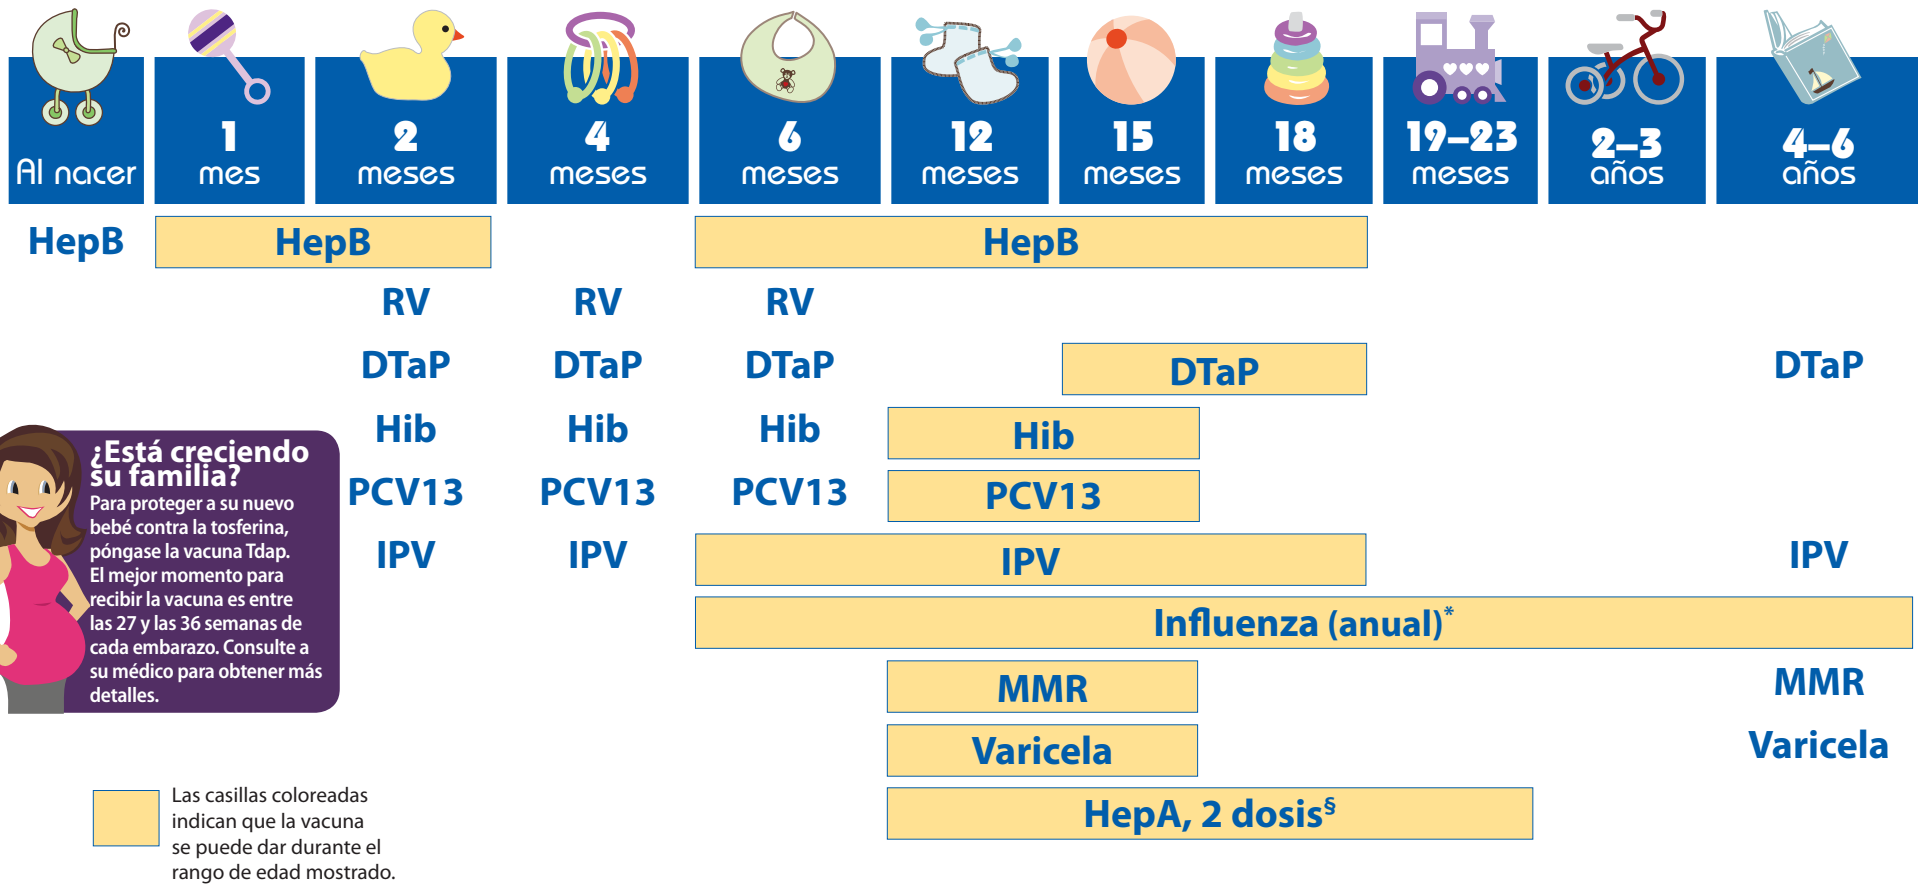 Al nacer
1
mes
2
meses
4
meses
6
meses
12
meses
15
meses
18
meses
19–23
meses
2–3
años
4–6
años
HepB HepB HepB
RV RV RV
DTaP DTaP DTaP DTaP DTaP
Hib Hib Hib Hib
PCV13 PCV13 PCV13 PCV13
IPV IPV IPV IPV
Influenza (anual)*
MMR MMR
Varicela Varicela
HepA, 2 dosis§
¿Está creciendo
su familia?
Para proteger a su nuevo
bebé contra la tosferina,
póngase la vacuna Tdap.
El mejor momento para
recibir la vacuna es entre
las 27 y las 36 semanas de
cada embarazo. Consulte a
su médico para obtener más
detalles.
Las casillas coloreadas
indican que la vacuna
se puede dar durante el
rango de edad mostrado.